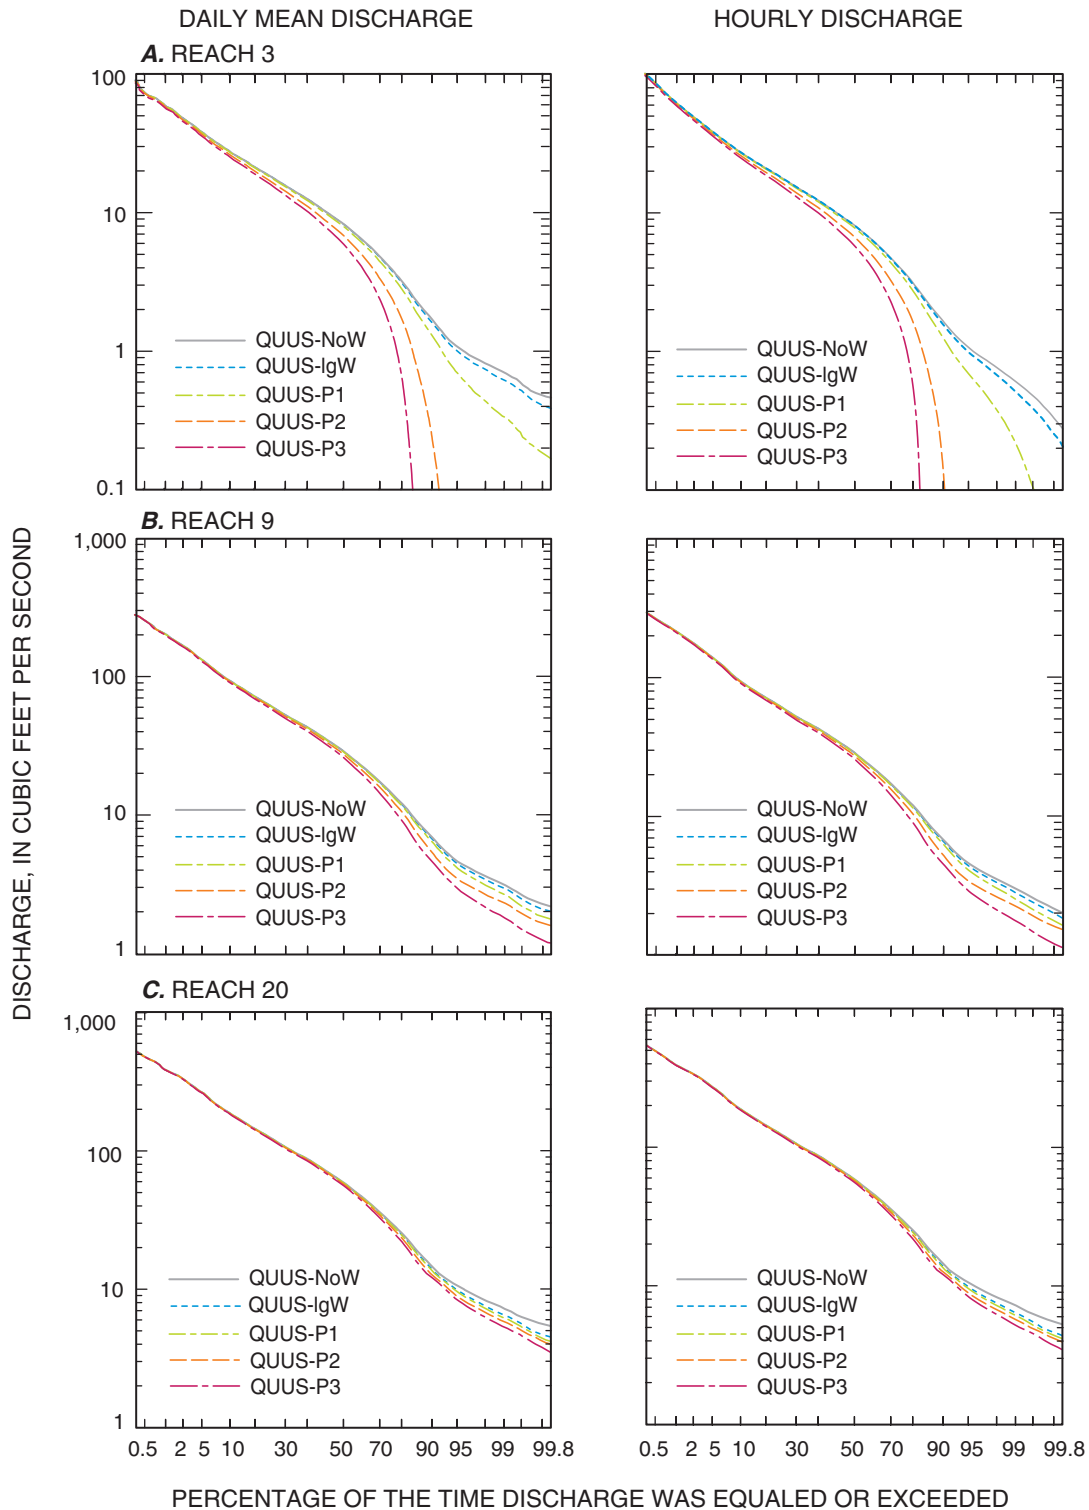 DAILY MEAN DISCHARGE
HOURLY DISCHARGE
A. REACH 3
100
10
1
0.1
QUUS-NoW
QUUS-IgW
QUUS-P1
QUUS-P2
QUUS-P3
QUUS-NoW
QUUS-IgW
QUUS-P1
QUUS-P2
QUUS-P3
B. REACH 9
1,000
100
10
1
QUUS-NoW
QUUS-IgW
QUUS-P1
QUUS-P2
QUUS-P3
QUUS-NoW
QUUS-IgW
QUUS-P1
QUUS-P2
QUUS-P3
DISCHARGE, IN CUBIC FEET PER SECOND
C. REACH 20
1,000
100
10
1
QUUS-NoW
QUUS-IgW
QUUS-P1
QUUS-P2
QUUS-P3
QUUS-NoW
QUUS-IgW
QUUS-P1
QUUS-P2
QUUS-P3
0.5 2 5 10 30 50 70 90 95 99 99.8
0.5 2 5 10 30 50 70 90 95 99 99.8
PERCENTAGE OF THE TIME DISCHARGE WAS EQUALED OR EXCEEDED